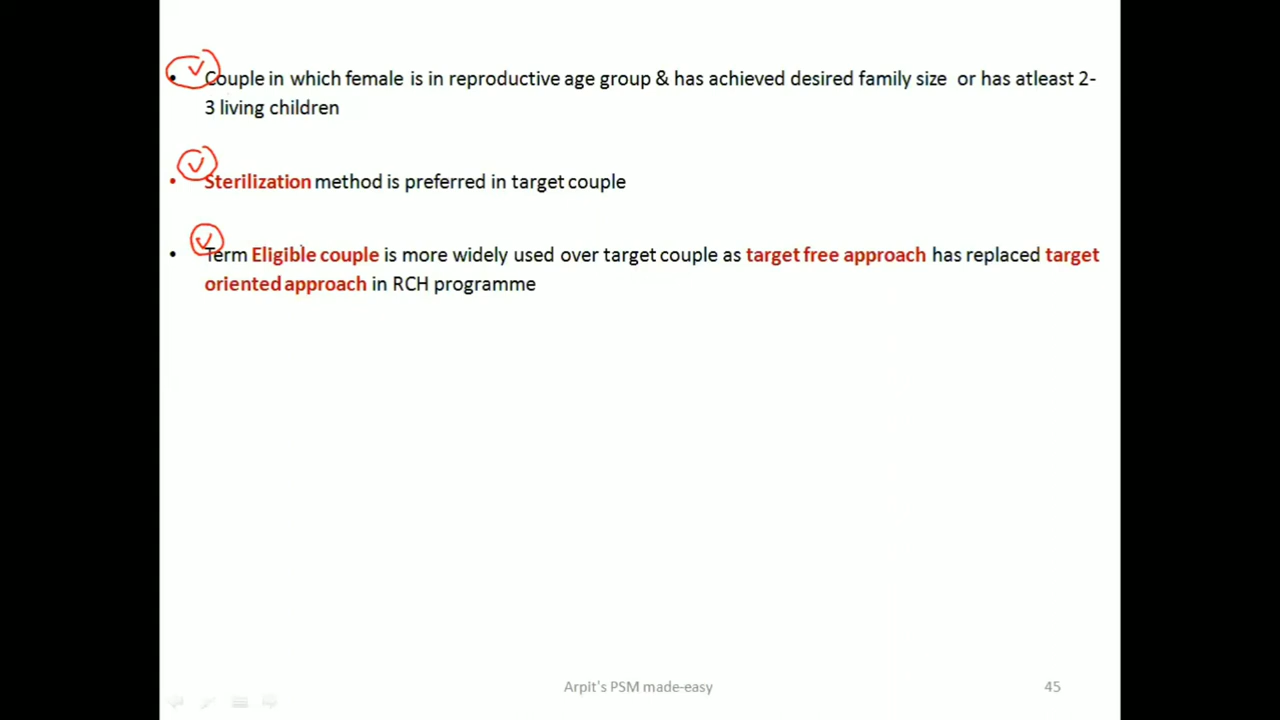 • Couple in which female is in reproductive age group & has achieved desired family size or has atleast 2-
3 living children
• Sterilization method is preferred in target couple
• Term Eligible couple is more widely used over target couple as target free approach has replaced target
oriented approach in RCH programme
Arpit's PSM made-easy
45